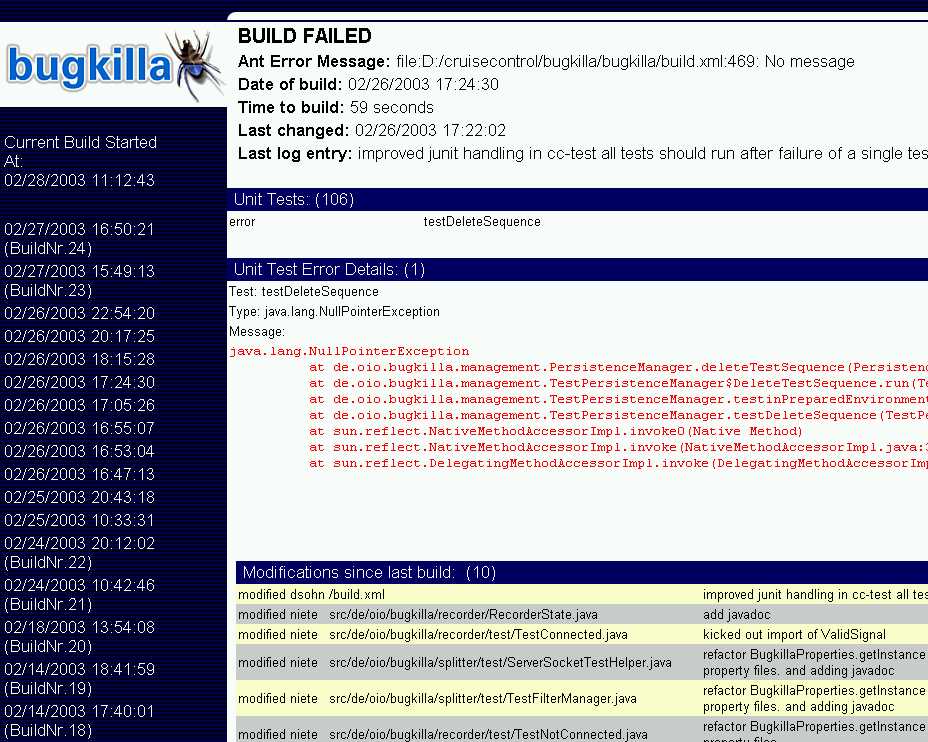 bugkilla
Current Build Started
At:
02/28/2003 11:12:43
02/27/2003 16:50:21
(BuildNr.24)
02/27/2003 15:49:13
(BuildNr.23)
02/26/2003 22:54:20
02/26/2003 20:17:25
02/26/2003 18:15:28
02/26/2003 17:24:30
02/26/2003 17:05:26
02/26/2003 16:55:07
02/26/2003 16:53:04
02/26/2003 16:47:13
02/25/2003 20:43:18
02/25/2003 10:33:31
02/24/2003 20:12:02
(BuildNr.22)
02/24/2003 10:42:46
(BuildNr.21)
02/18/2003 13:54:08
(BuildNr.20)
02/14/2003 18:41:59
(BuildNr.19)
02/14/2003 17:40:01
(BuildNr.18)
BUILD FAILED
Ant Error Message: file:D:/cruisecontrol/bugkilla/bugkilla/build.xml:469: No message
Date of build: 02/26/2003 17:24:30
Time to build: 59 seconds
Last changed: 02/26/2003 17:22:02
Last log entry: improved junit handling in cc-test all tests should run after failure of a single tes
Unit Tests: (106)
error testDeleteSequence
Unit Test Error Details: (1)
Test: testDeleteSequence
Type: java.lang.NullPointerException
Message:
java.lang.NullPointerException
at de.oio.bugkilla.management.PersistenceManager.deleteTestSequence(Persisten
at de.oio.bugkilla.management.TestPersistenceManager$DeleteTestSequence.run(Te
at de.oio.bugkilla.management.TestPersistenceManager.testinPreparedEnvironment
at de.oio.bugkilla.management.TestPersistenceManager.testDeleteSequence(TestPe
at sun.reflect.NativeMethodAccessorImpl.invoke0(Native Method)
at sun.reflect.NativeMethodAccessorImpl.invoke(NativeMethodAccessorImpl.java:3
at sun.reflect.DelegatingMethodAccessorImpl.invoke(DelegatingMethodAccessorImp
Modifications since last build: (10)
modified dsohn /build.xml improved junit handling in cc-test all tes
modified niete src/de/oio/bugkilla/recorder/RecorderState.java add javadoc
modified niete src/de/oio/bugkilla/recorder/test/TestConnected.java kicked out import of ValidSignal
modified niete src/de/oio/bugkilla/splitter/test/ServerSocketTestHelper.java refactor BugkillaProperties.getInstance
property files. and adding javadoc
modified niete src/de/oio/bugkilla/splitter/test/TestFilterManager.java refactor BugkillaProperties.getInstance
property files. and adding javadoc
modified niete src/de/oio/bugkilla/recorder/test/TestNotConnected.java refactor BugkillaProperties.getInstance
property files.